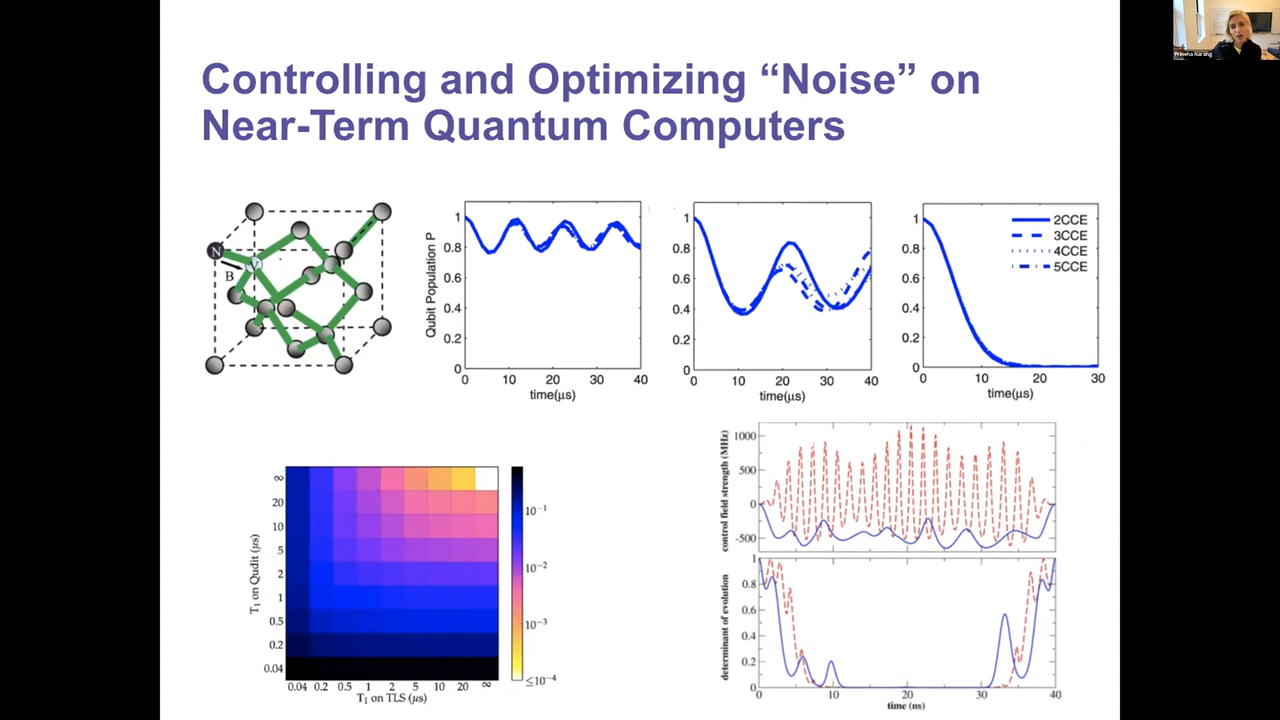 Controlling and Optimizing “Noise” on
Near-Term Quantum Computers
Prineha Narang
N
V
B
Qubit Population P
1
0.8
0.6
0.4
0.2
0
0 10 20 30 40
time(μs)
1
0.8
0.6
0.4
0.2
0
0 10 20 30 40
time(μs)
1
0.8
0.6
0.4
0.2
0
0 10 20 30
time(μs)
2CCE
3CCE
4CCE
5CCE
T₁ on Qudit (μs)
∞
20
10
5
2
1
0.5
0.2
0.04
0.04 0.2 0.5 1 2 5 10 20 ∞
T₁ on TLS (μs)
10⁻¹
10⁻²
10⁻³
≤10⁻⁴
control field strength (MHz)
1000
500
0
-500
determinant of evolution
1
0.8
0.6
0.4
0.2
0
0 10 20 30 40
time (ns)